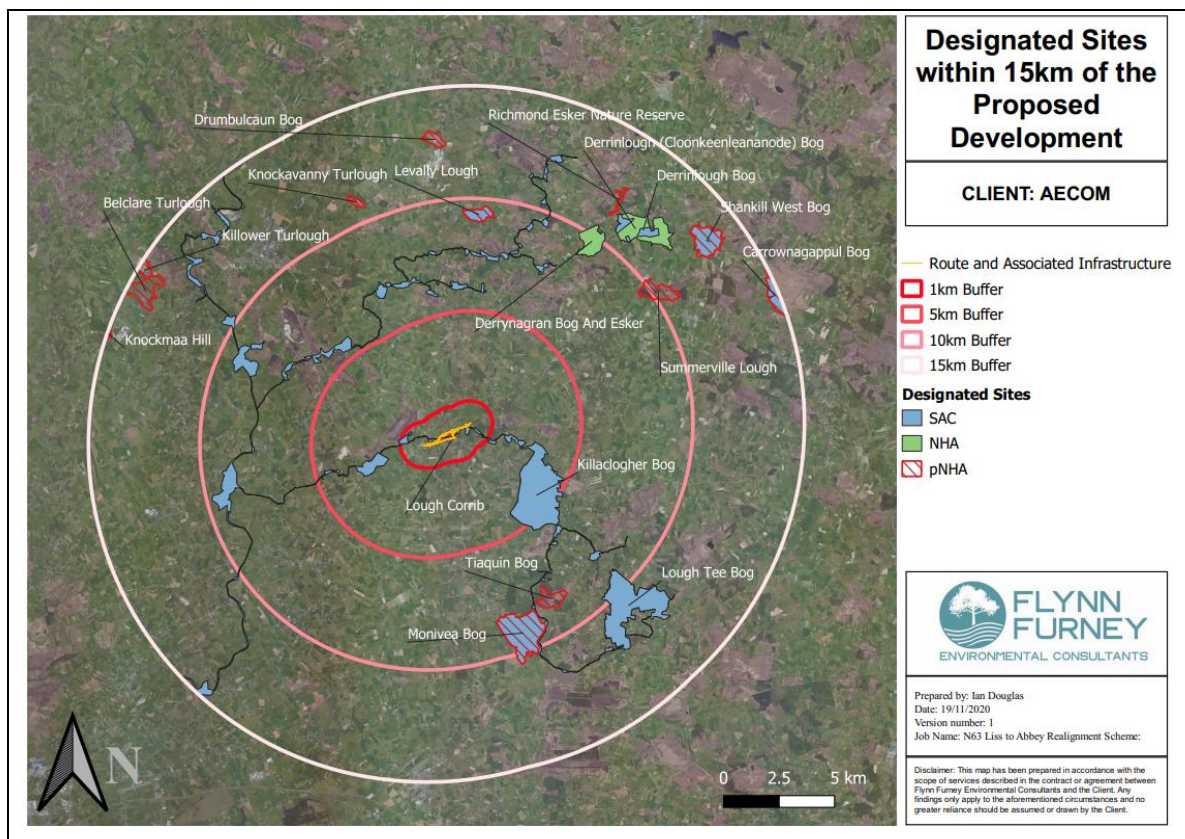 Designated Sites
within 15km of the
Proposed
Development
CLIENT: AECOM
Route and Associated Infrastructure
1km Buffer
5km Buffer
10km Buffer
15km Buffer
Designated Sites
SAC
NHA
pNHA
Drumbulcaun Bog
Richmond Esker Nature Reserve
Derrinlough (Cloonkeenleananode) Bog
Knockavanny Turlough
Levally Lough
Derrinlough Bog
Belclare Turlough
Shankill West Bog
Killower Turlough
Carrownagappul Bog
Derrynagran Bog And Esker
Knockmaa Hill
Summerville Lough
Killaclogher Bog
Lough Corrib
Tiaquin Bog
Lough Tee Bog
Monivea Bog
N
0 2.5 5 km
FLYNN
FURNEY
ENVIRONMENTAL CONSULTANTS
Prepared by: Ian Douglas
Date: 19/11/2020
Version number: 1
Job Name: N63 Liss to Abbey Realignment Scheme:
Disclaimer: This map has been prepared in accordance with the
scope of services described in the contract or agreement between
Flynn Furney Environmental Consultants and the Client. Any
findings only apply to the aforementioned circumstances and no
greater reliance should be assumed or drawn by the Client.